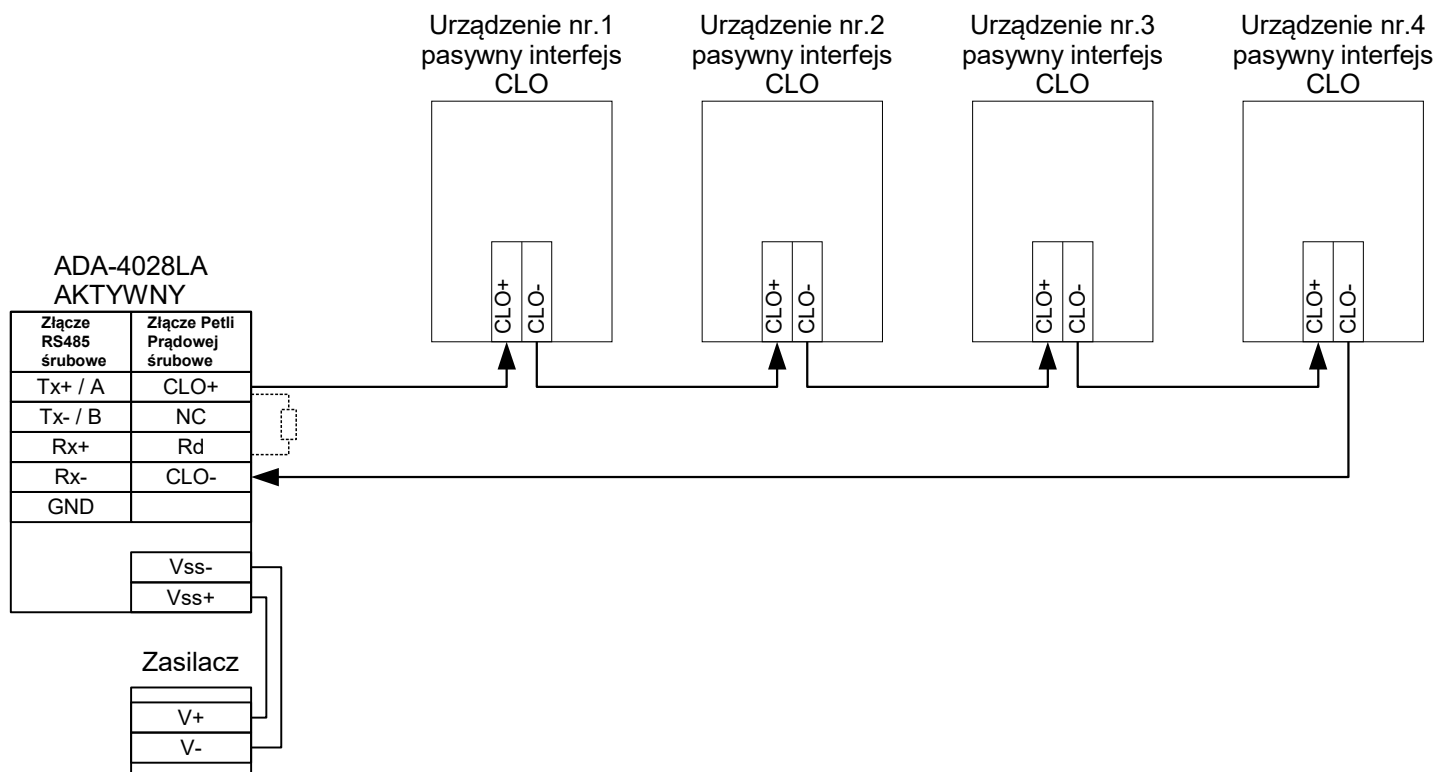 Urządzenie nr.1
pasywny interfejs
CLO
Urządzenie nr.2
pasywny interfejs
CLO
Urządzenie nr.3
pasywny interfejs
CLO
Urządzenie nr.4
pasywny interfejs
CLO
CLO+
CLO-
CLO+
CLO-
CLO+
CLO-
CLO+
CLO-
ADA-4028LA
AKTYWNY
Złącze
RS485
śrubowe
Złącze Petli
Prądowej
śrubowe
Tx+ / A CLO+
Tx- / B NC
Rx+ Rd
Rx- CLO-
GND
Vss-
Vss+
Zasilacz
V+
V-